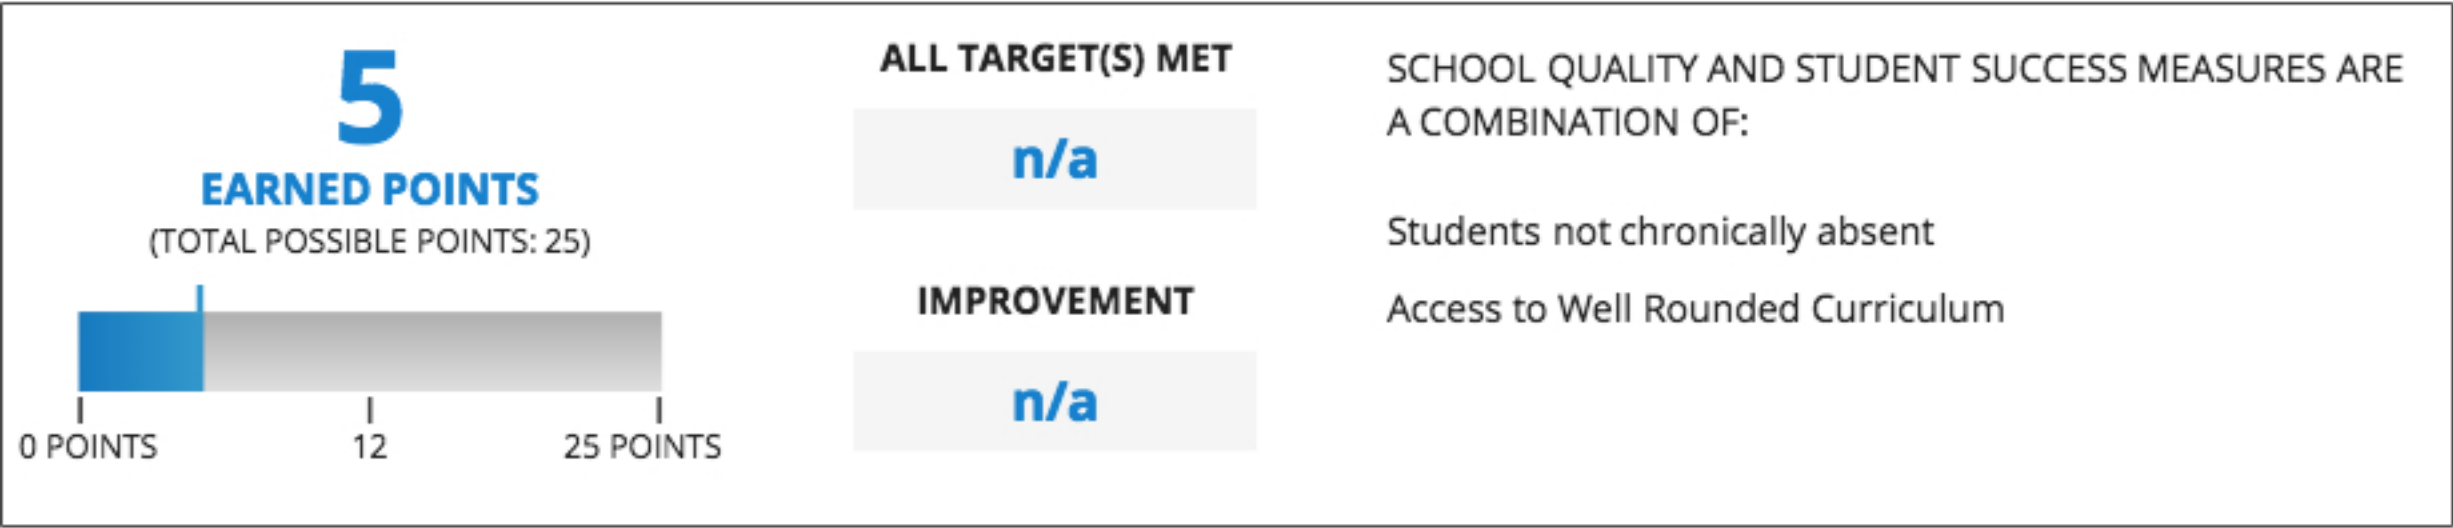 5
EARNED POINTS
(TOTAL POSSIBLE POINTS: 25)
0 POINTS
12
25 POINTS
ALL TARGET(S) MET
n/a
IMPROVEMENT
n/a
SCHOOL QUALITY AND STUDENT SUCCESS MEASURES ARE
A COMBINATION OF:
Students not chronically absent
Access to Well Rounded Curriculum